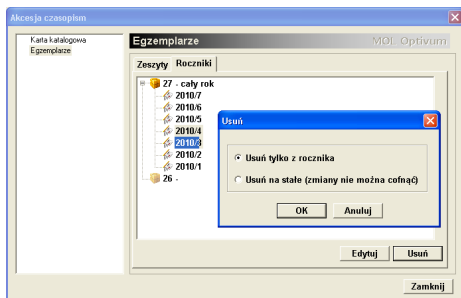 Akcesja czasopism
Karta katalogowa
Egzemplarze
Egzemplarze
MOL Optivum
Zeszyty
Roczniki
27 - cały rok
2010/7
2010/6
2010/5
2010/4
2010/3
2010/2
2010/1
26 -
Usuń
Usuń tylko z rocznika
Usuń na stałe (zmiany nie można cofnąć)
OK
Anuluj
Edytuj
Usuń
Zamknij